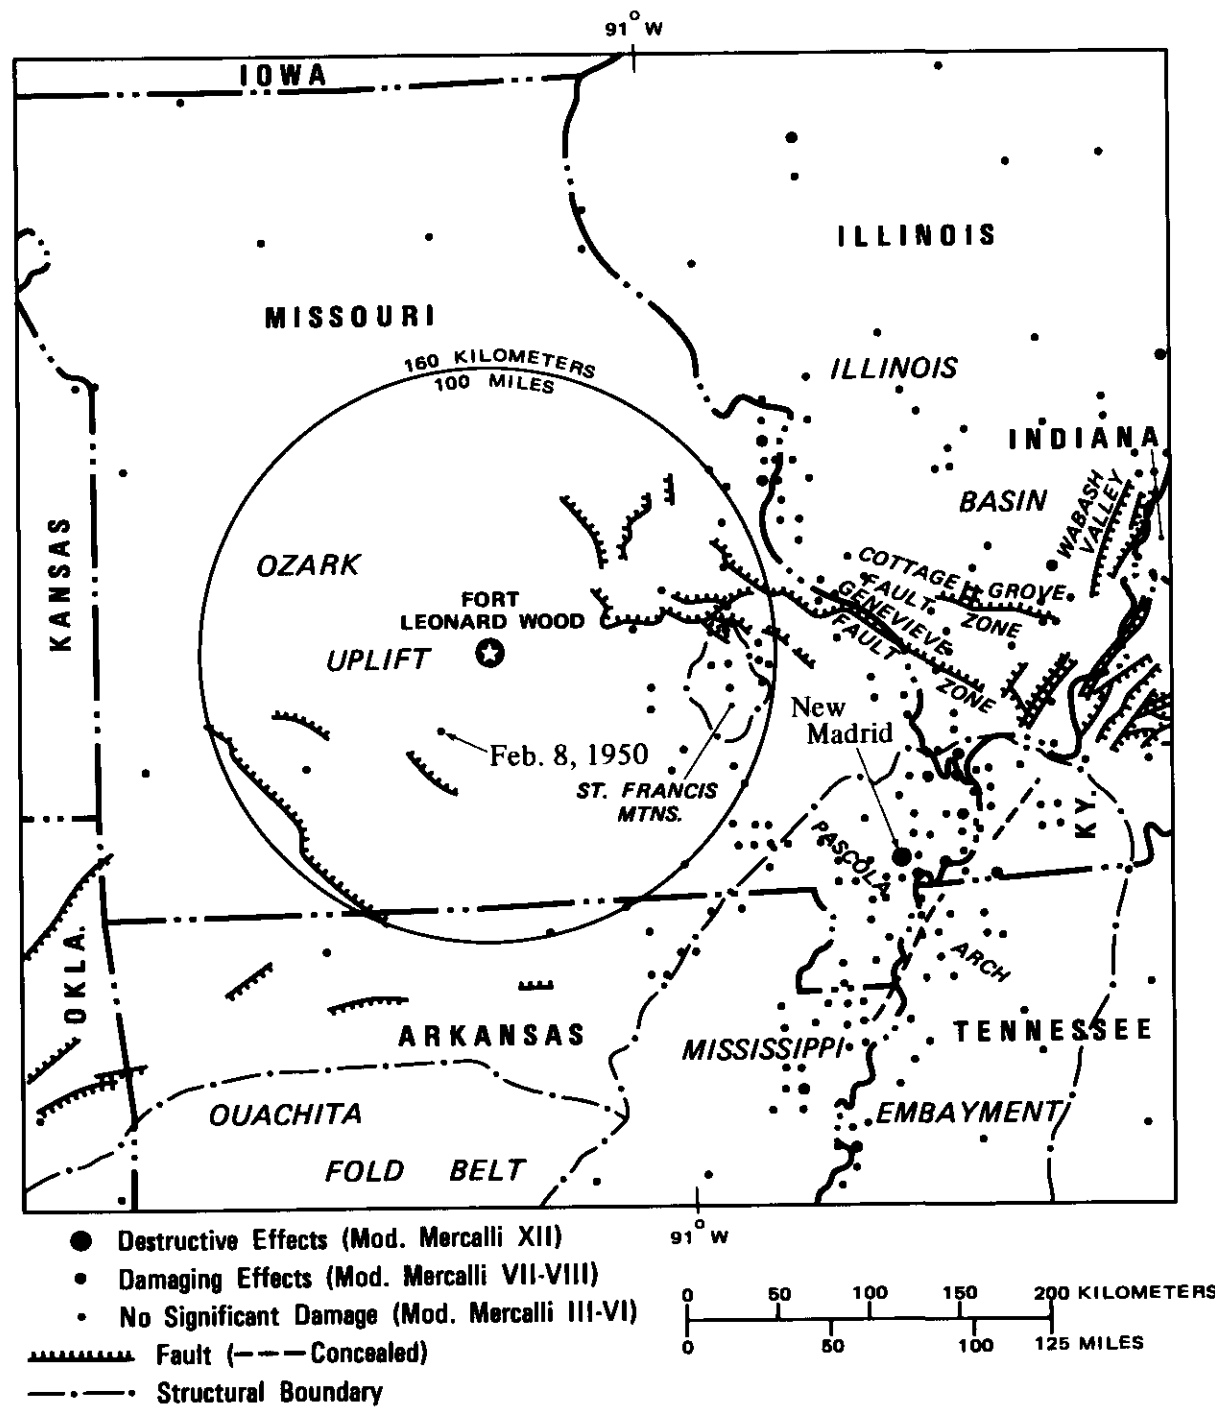 91° W
IOWA
ILLINOIS
MISSOURI
160 KILOMETERS
100 MILES
ILLINOIS
INDIANA
BASIN
WABASH
VALLEY
KANSAS
OZARK
COTTAGE GROVE
FAULT
ZONE
GENEVIEVE
FAULT
ZONE
FORT
LEONARD WOOD
UPLIFT
New
Madrid
Feb. 8, 1950
ST. FRANCIS
MTNS.
PASCOLA
KY.
OKLA.
ARCH
ARKANSAS
TENNESSEE
MISSISSIPPI
OUACHITA
EMBAYMENT
FOLD BELT
91° W
Destructive Effects (Mod. Mercalli XII)
Damaging Effects (Mod. Mercalli VII-VIII)
No Significant Damage (Mod. Mercalli III-VI)
Fault (----Concealed)
Structural Boundary
0 50 100 150 200 KILOMETERS
0 50 100 125 MILES